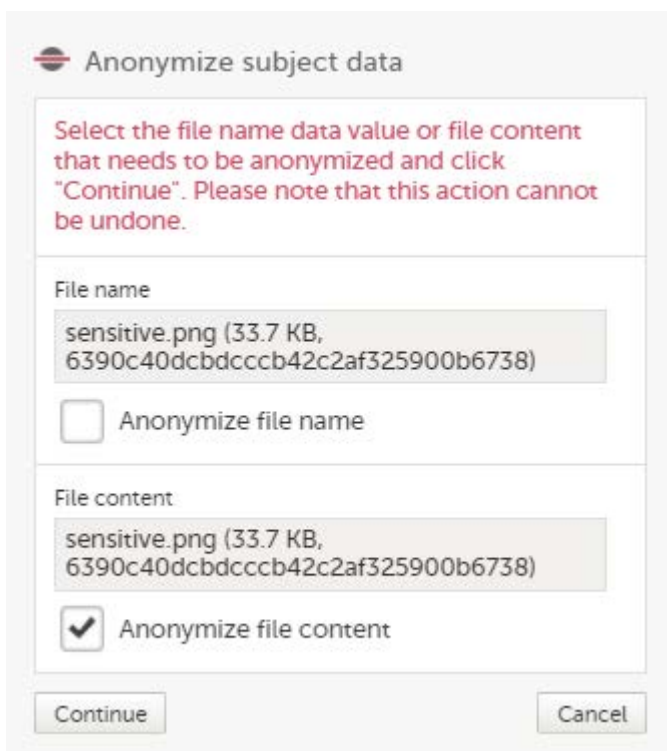 Anonymize subject data
Select the file name data value or file content
that needs to be anonymized and click
"Continue". Please note that this action cannot
be undone.
File name
sensitive.png (33.7 KB,
6390c40dcbdcccb42c2af325900b6738)
Anonymize file name
File content
sensitive.png (33.7 KB,
6390c40dcbdcccb42c2af325900b6738)
Anonymize file content
Continue
Cancel